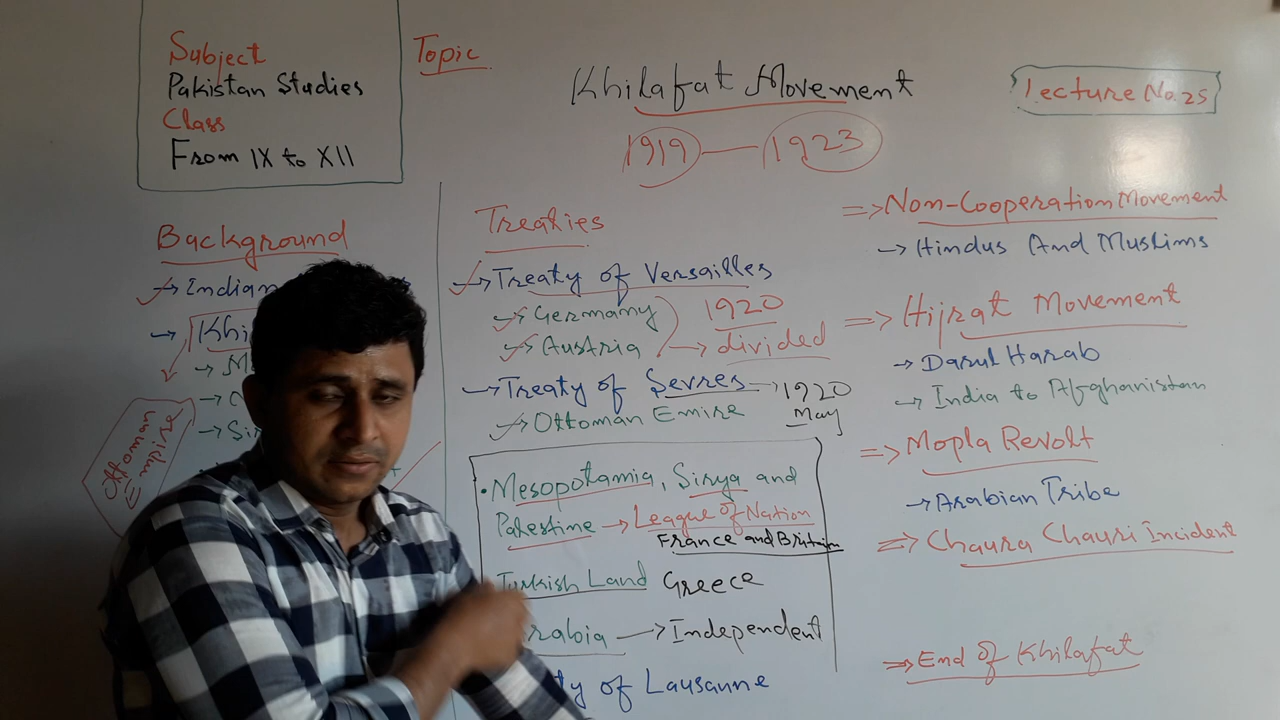 Subject
Pakistan Studies
Class
From IX to XII
Topic
Khilafat Movement
1919 — 1923
Lecture No. 25
Background
→ Indian
→ Khi
→ M
→
→ Si
Ottoman
Empire
Treaties
→ Treaty of Versailles
Germany
Austria
1920
→ divided
→ Treaty of Sevres → 1920
May
Ottoman Emire
• Mesopotamia, Sirya and
Palestine → League of Nation
France and Britain
Turkish Land Greece
rabia → Independent
ty of Lausanne
⇒ Non-Cooperation Movement
→ Hindus And Muslims
⇒ Hijrat Movement
→ Darul Harab
→ India to Afghanistan
⇒ Mopla Revolt
→ Arabian Tribe
⇒ Chaura Chauri Incident
⇒ End of Khilafat